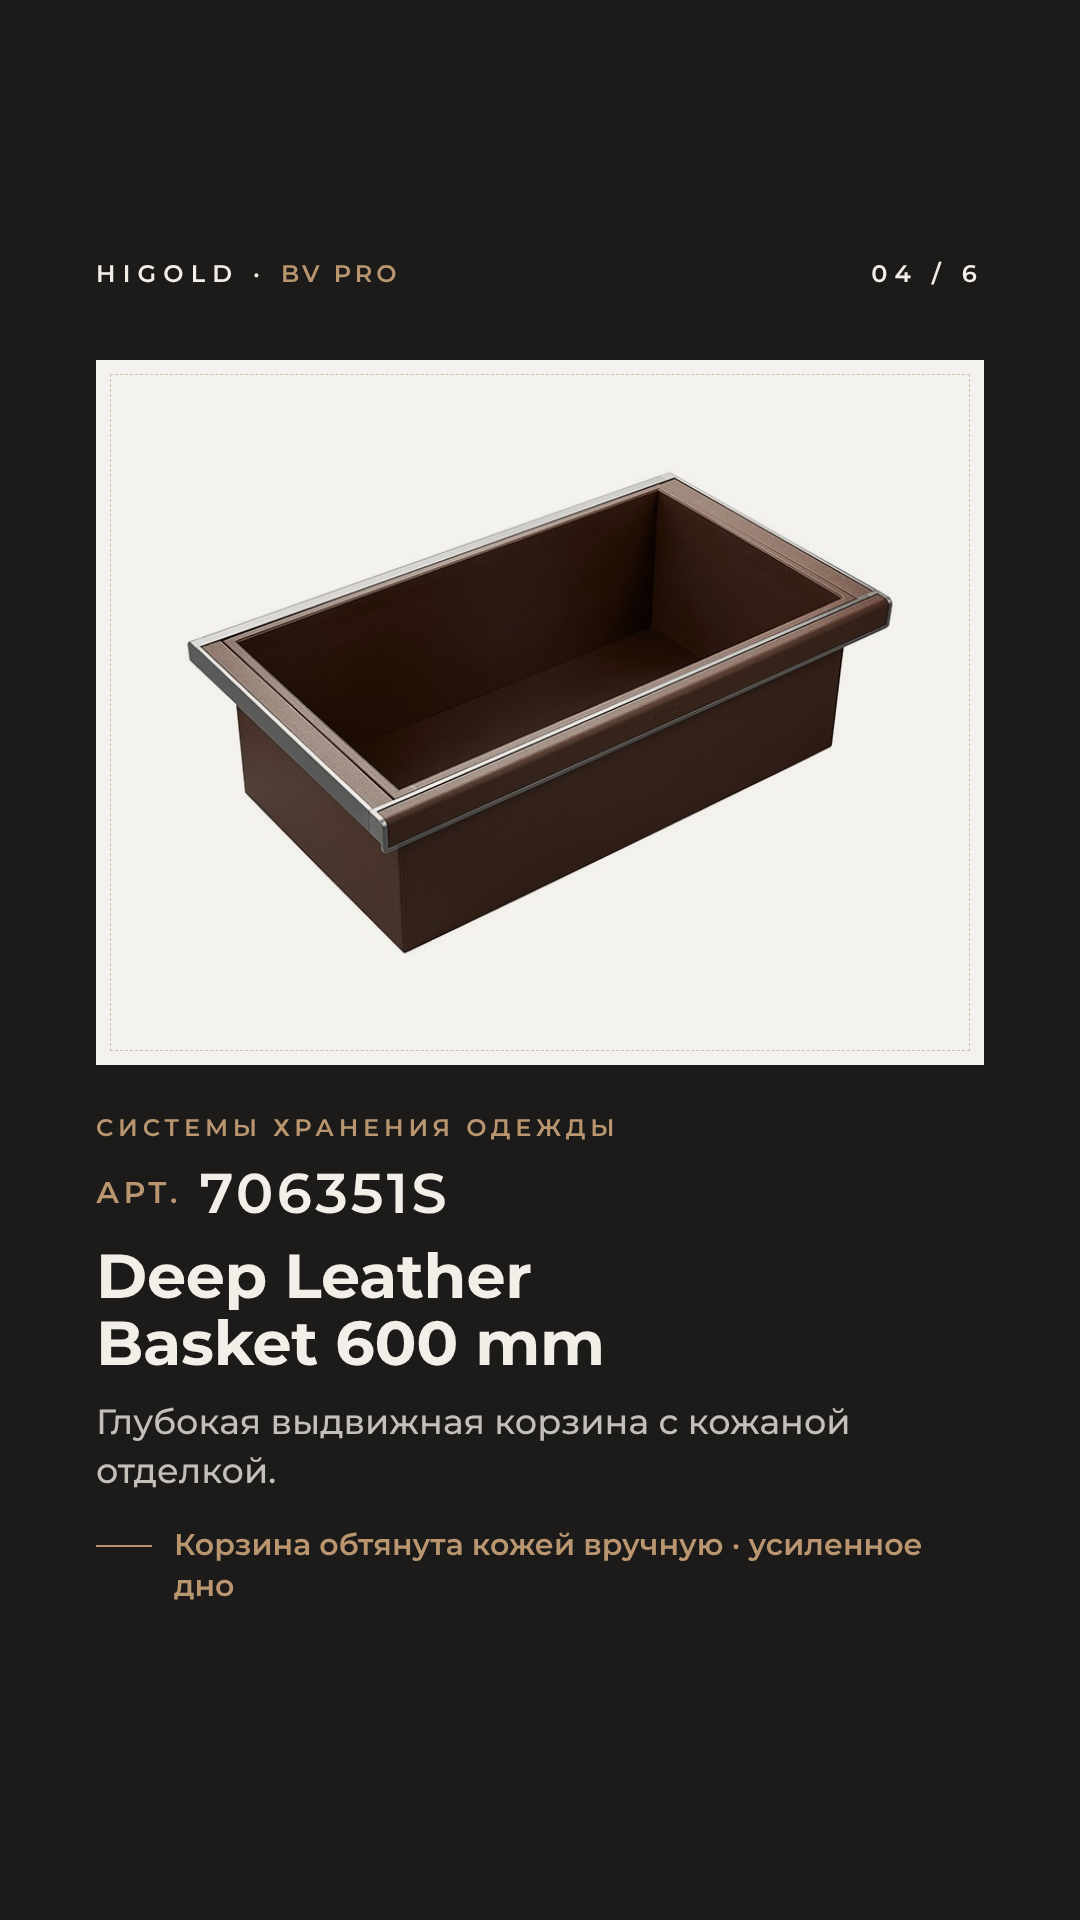 HIGOLD · BV PRO
04 / 6
СИСТЕМЫ ХРАНЕНИЯ ОДЕЖДЫ
АРТ. 706351S
Deep Leather
Basket 600 mm
Глубокая выдвижная корзина с кожаной
отделкой.
Корзина обтянута кожей вручную · усиленное
дно